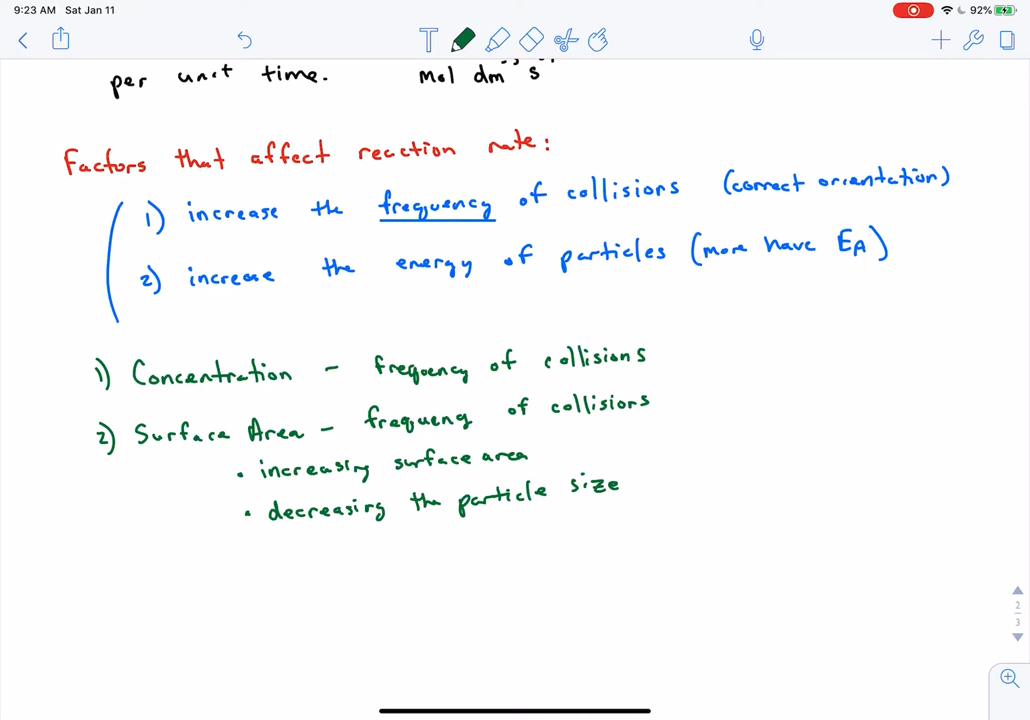 9:23 AM Sat Jan 11
92%
T
per unit time. mol dm s
Factors that affect reaction rate:
1) increase the frequency of collisions (correct orientation)
2) increase the energy of particles (more have EA)
1) Concentration - frequency of collisions
2) Surface Area - frequency of collisions
• increasing surface area
• decreasing the particle size
2
3